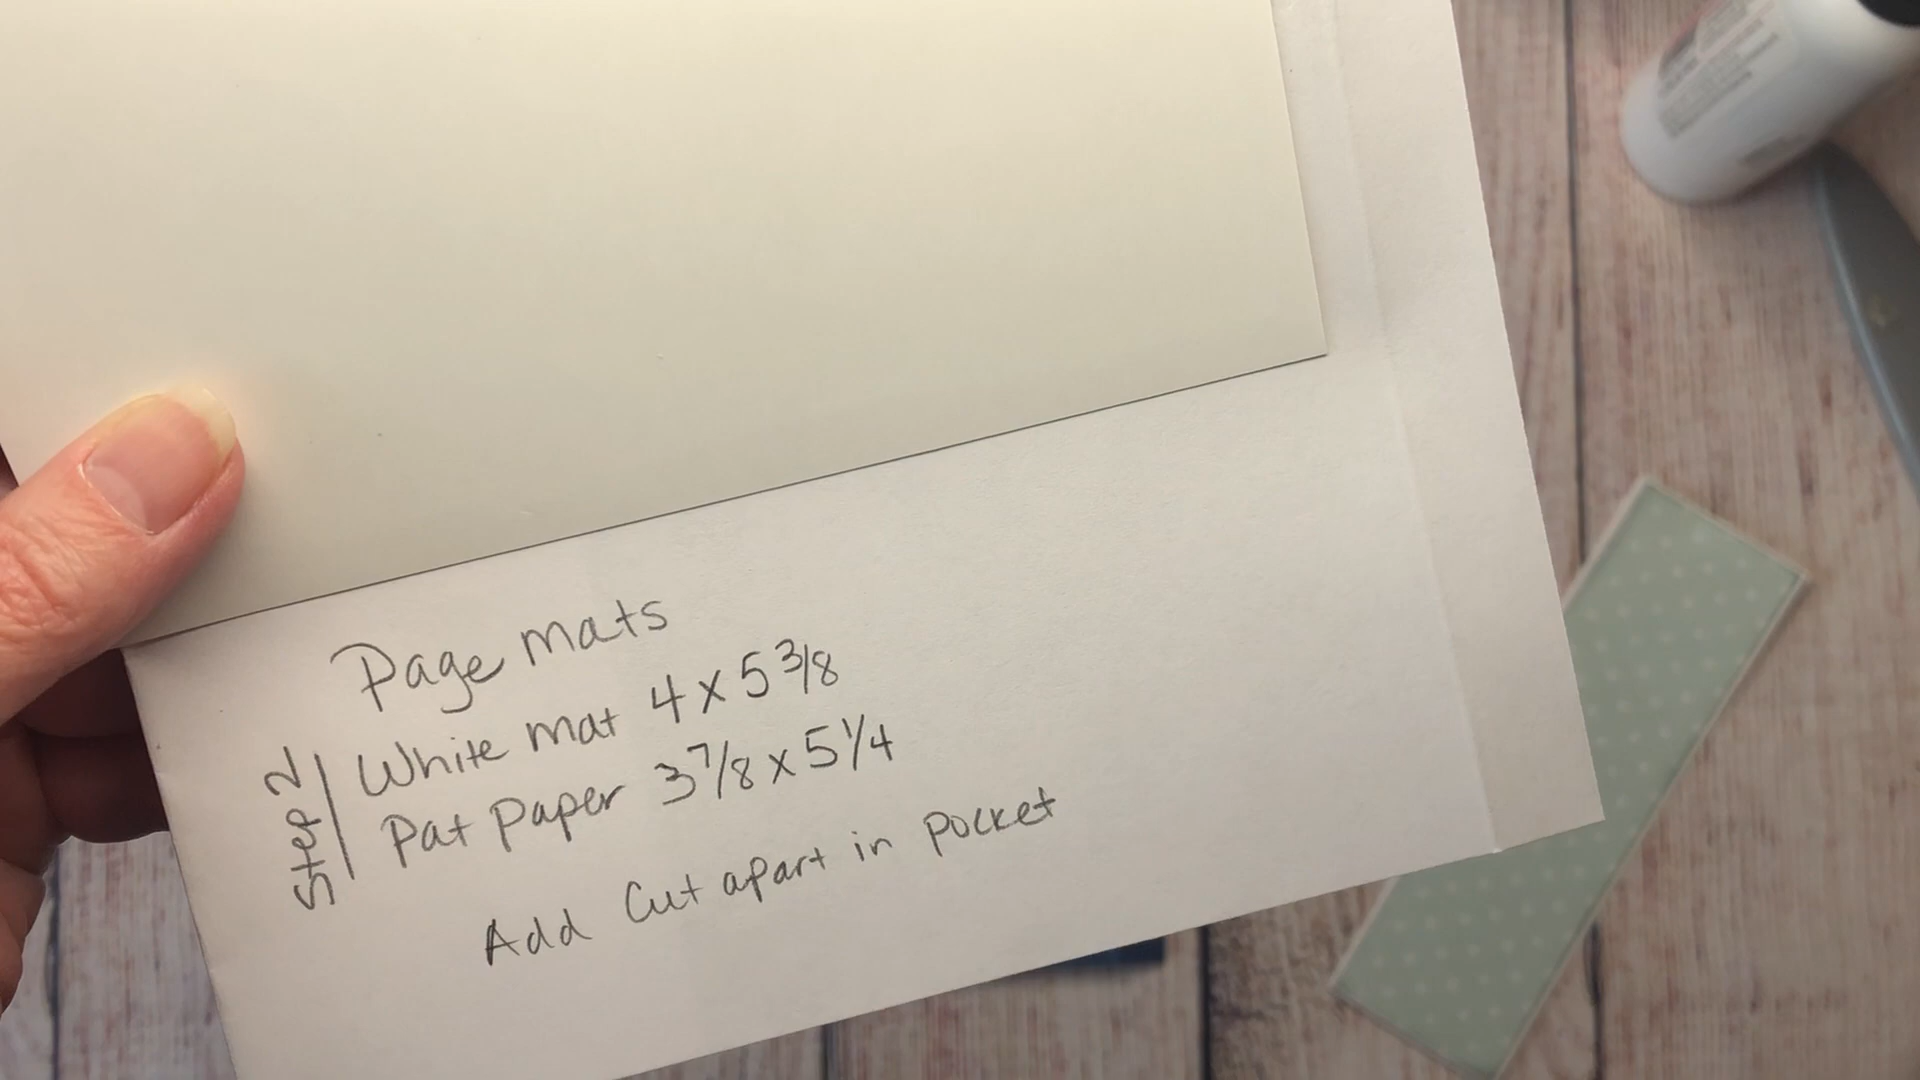 Page mats
Step 2
White mat 4 x 5 3/8
Pat Paper 3 7/8 x 5 1/4
Add Cut apart in pocket